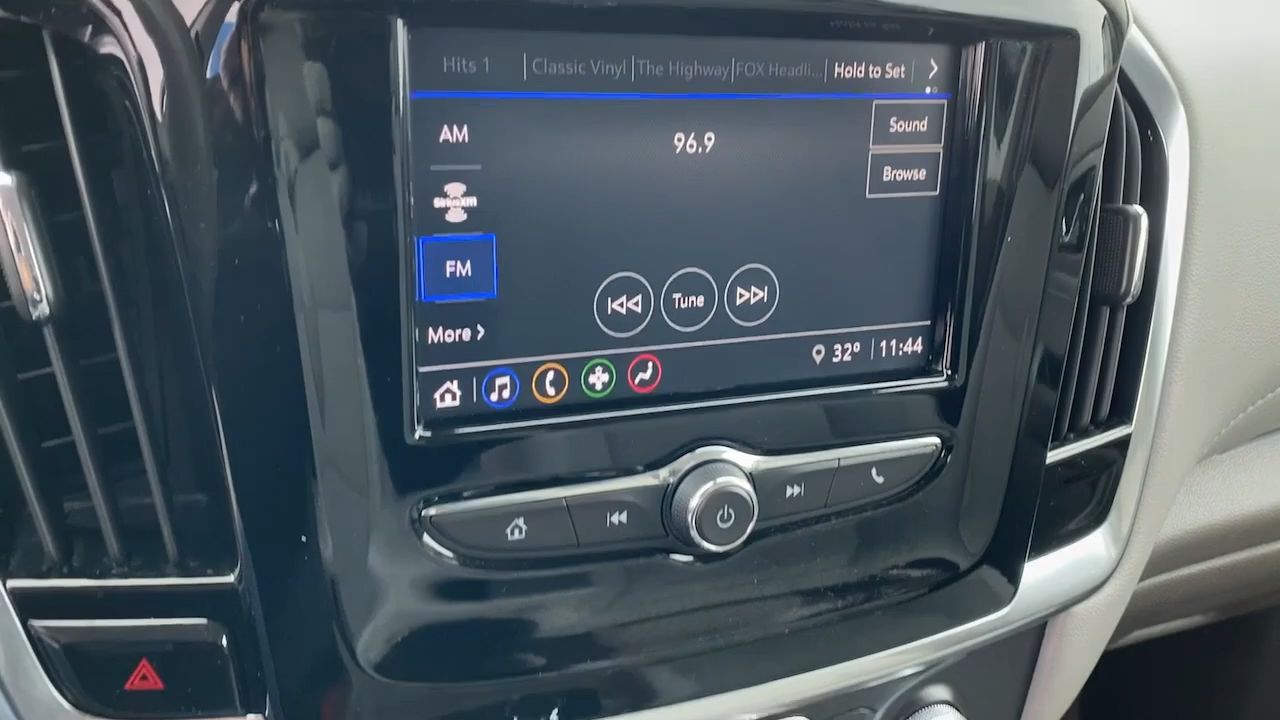 Hits 1 Classic Vinyl The Highway FOX Headli... Hold to Set
AM
96.9
Sound
Browse
SiriusXM
FM
Tune
More
32° 11:44